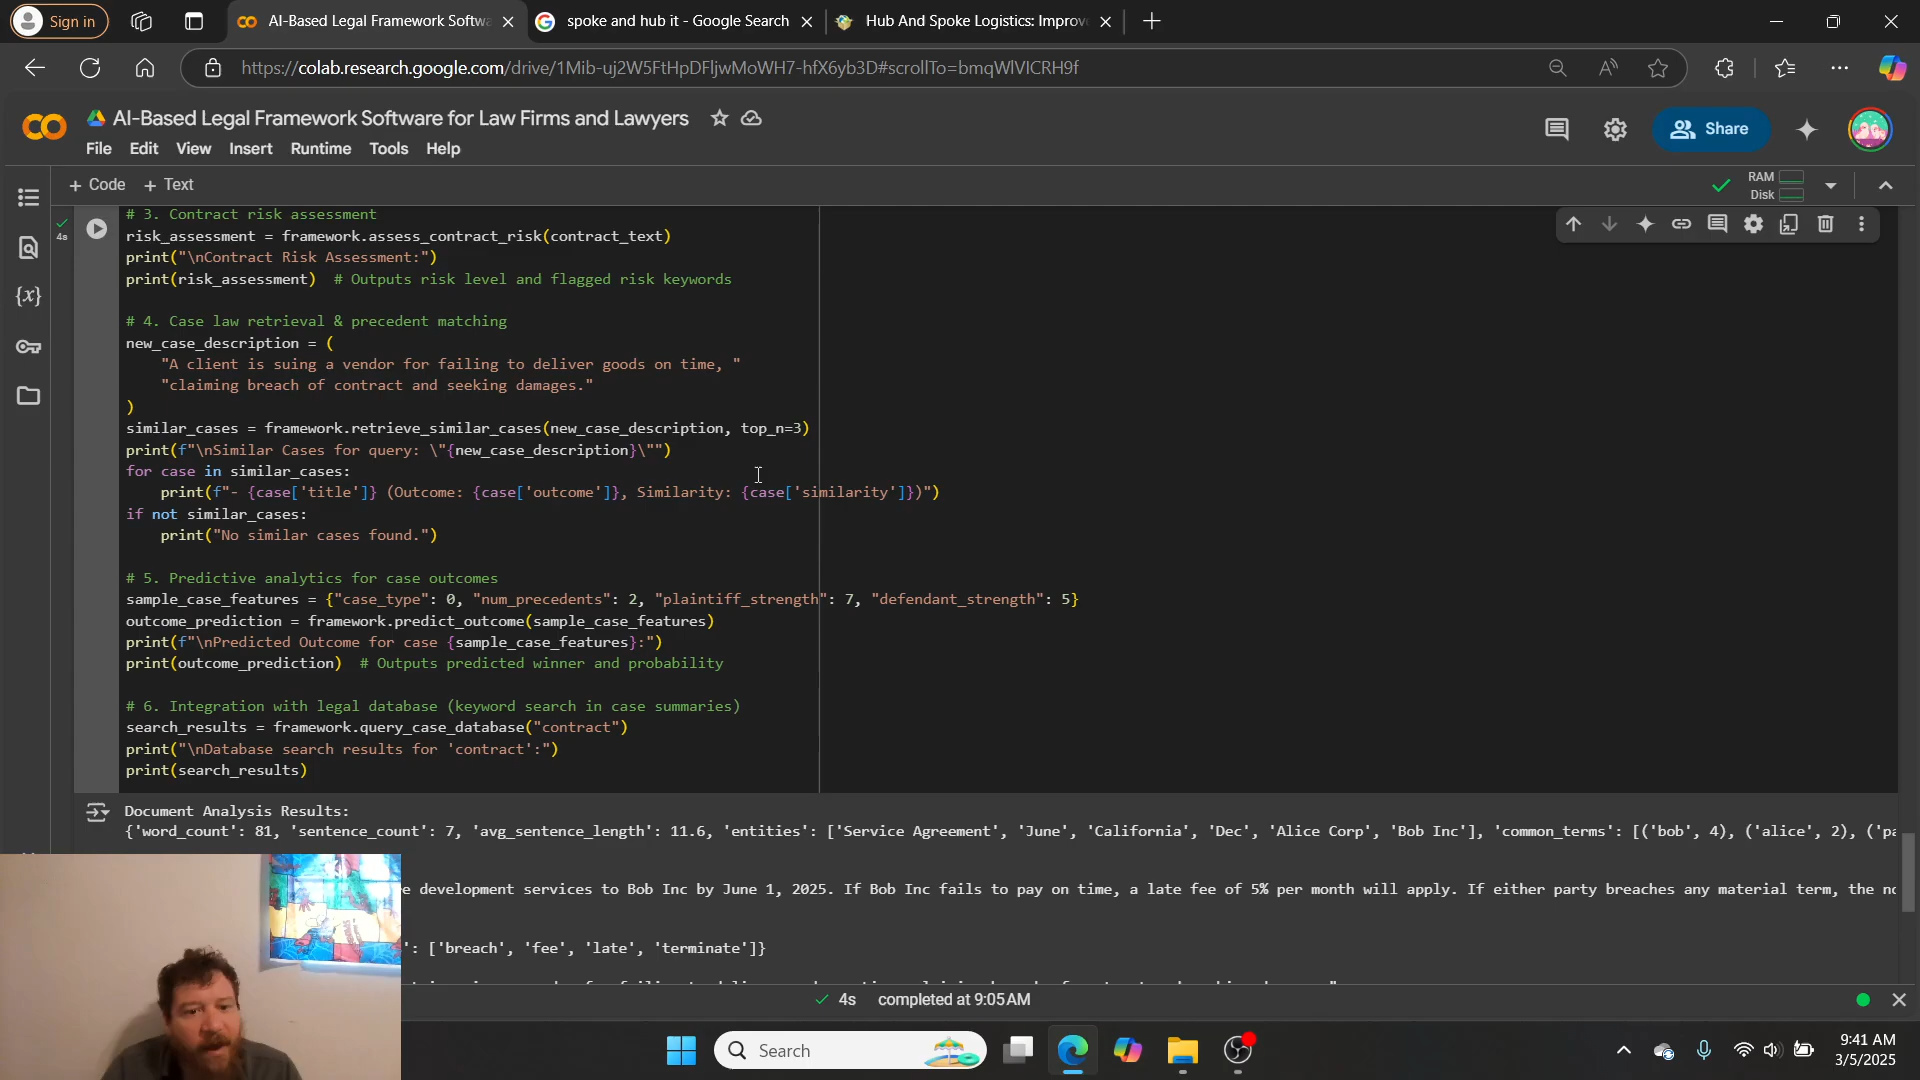 Sign in
AI-Based Legal Framework Softwa
spoke and hub it - Google Search
Hub And Spoke Logistics: Improve
https://colab.research.google.com/drive/1Mib-uj2W5FtHpDFljwMoWH7-hfX6yb3D#scrollTo=bmqWlVICRH9f
AI-Based Legal Framework Software for Law Firms and Lawyers
File Edit View Insert Runtime Tools Help
Share
+ Code + Text
RAM
Disk
4s
# 3. Contract risk assessment
risk_assessment = framework.assess_contract_risk(contract_text)
print("\nContract Risk Assessment:")
print(risk_assessment)  # Outputs risk level and flagged risk keywords
# 4. Case law retrieval & precedent matching
new_case_description = (
"A client is suing a vendor for failing to deliver goods on time, "
"claiming breach of contract and seeking damages."
)
similar_cases = framework.retrieve_similar_cases(new_case_description, top_n=3)
print(f"\nSimilar Cases for query: \"{new_case_description}\"")
for case in similar_cases:
print(f"- {case['title']} (Outcome: {case['outcome']}, Similarity: {case['similarity']})")
if not similar_cases:
print("No similar cases found.")
# 5. Predictive analytics for case outcomes
sample_case_features = {"case_type": 0, "num_precedents": 2, "plaintiff_strength": 7, "defendant_strength": 5}
outcome_prediction = framework.predict_outcome(sample_case_features)
print(f"\nPredicted Outcome for case {sample_case_features}:")
print(outcome_prediction)  # Outputs predicted winner and probability
# 6. Integration with legal database (keyword search in case summaries)
search_results = framework.query_case_database("contract")
print("\nDatabase search results for 'contract':")
print(search_results)
Document Analysis Results:
{'word_count': 81, 'sentence_count': 7, 'avg_sentence_length': 11.6, 'entities': ['Service Agreement', 'June', 'California', 'Dec', 'Alice Corp', 'Bob Inc'], 'common_terms': [('bob', 4), ('alice', 2), ('pa
e development services to Bob Inc by June 1, 2025. If Bob Inc fails to pay on time, a late fee of 5% per month will apply. If either party breaches any material term, the no
': ['breach', 'fee', 'late', 'terminate']}
4s completed at 9:05 AM
Search
9:41 AM
3/5/2025